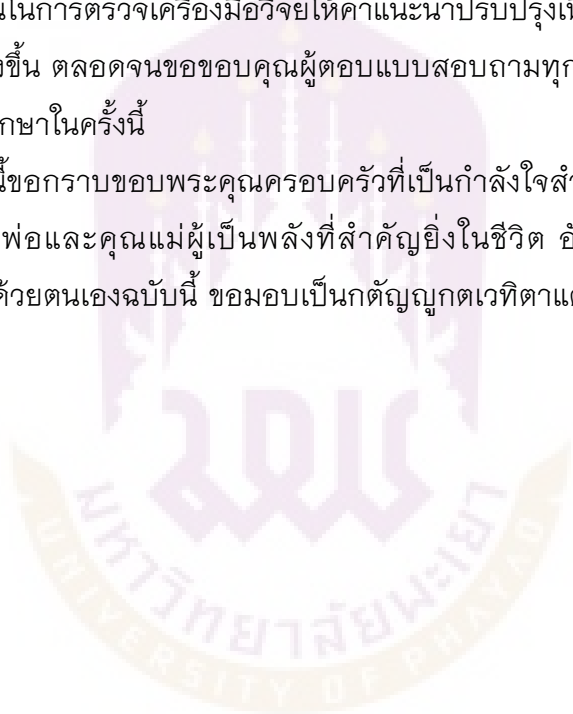 ในการตรวจเครื่องมือวิจัยให้คำแนะนำปรับปรุง
ขึ้น ตลอดจนขอขอบคุณผู้ตอบแบบสอบถามทุก
ศึกษาในครั้งนี้
นี้ขอกราบขอบพระคุณครอบครัวที่เป็นกำลังใจ
พ่อและคุณแม่ผู้เป็นพลังที่สำคัญยิ่งในชีวิต
ด้วยตนเองฉบับนี้ ขอมอบเป็นกตัญญูกตเวทิตา
มหาวิทยาลัยพะเยา
UNIVERSITY OF PHAYAO